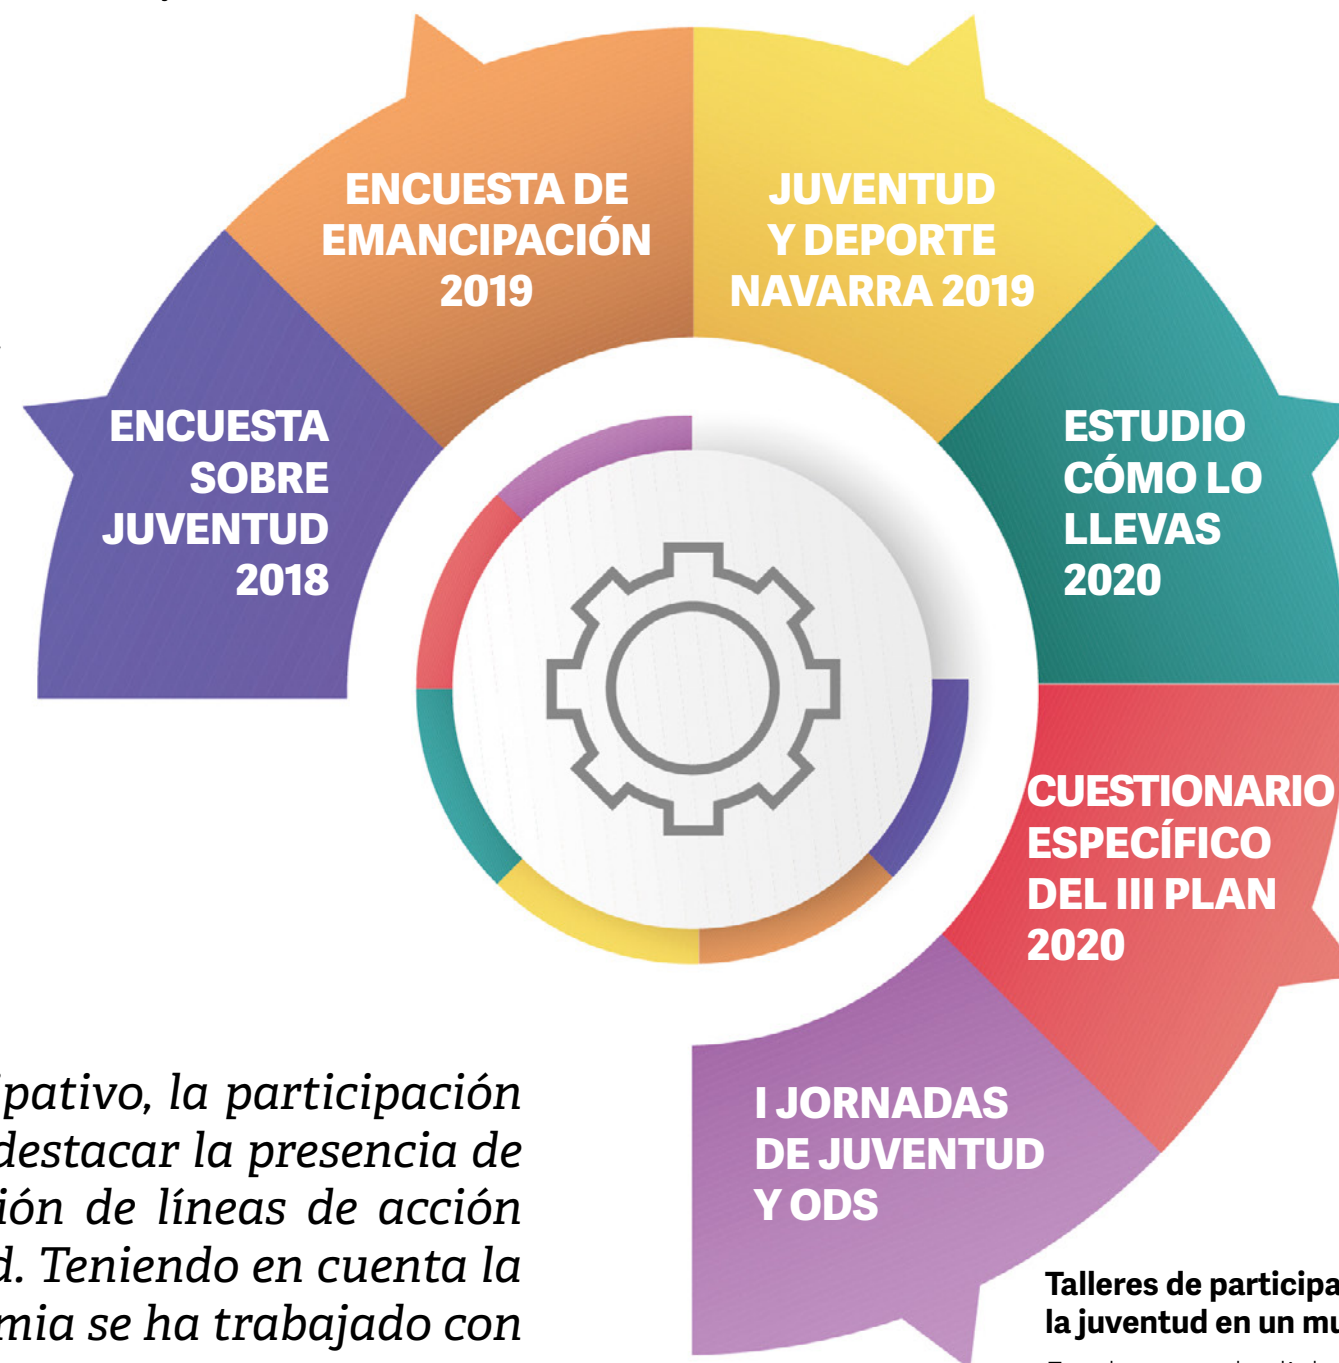 ENCUESTA DE
EMANCIPACIÓN
2019
JUVENTUD
Y DEPORTE
NAVARRA 2019
ENCUESTA
SOBRE
JUVENTUD
2018
ESTUDIO
CÓMO LO
LLEVAS
2020
CUESTIONARIO
ESPECÍFICO
DEL III PLAN
2020
I JORNADAS
DE JUVENTUD
Y ODS
ipativo, la participación
destacar la presencia de
ión de líneas de acción
d. Teniendo en cuenta la
mia se ha trabajado con
Talleres de participa
la juventud en un mu